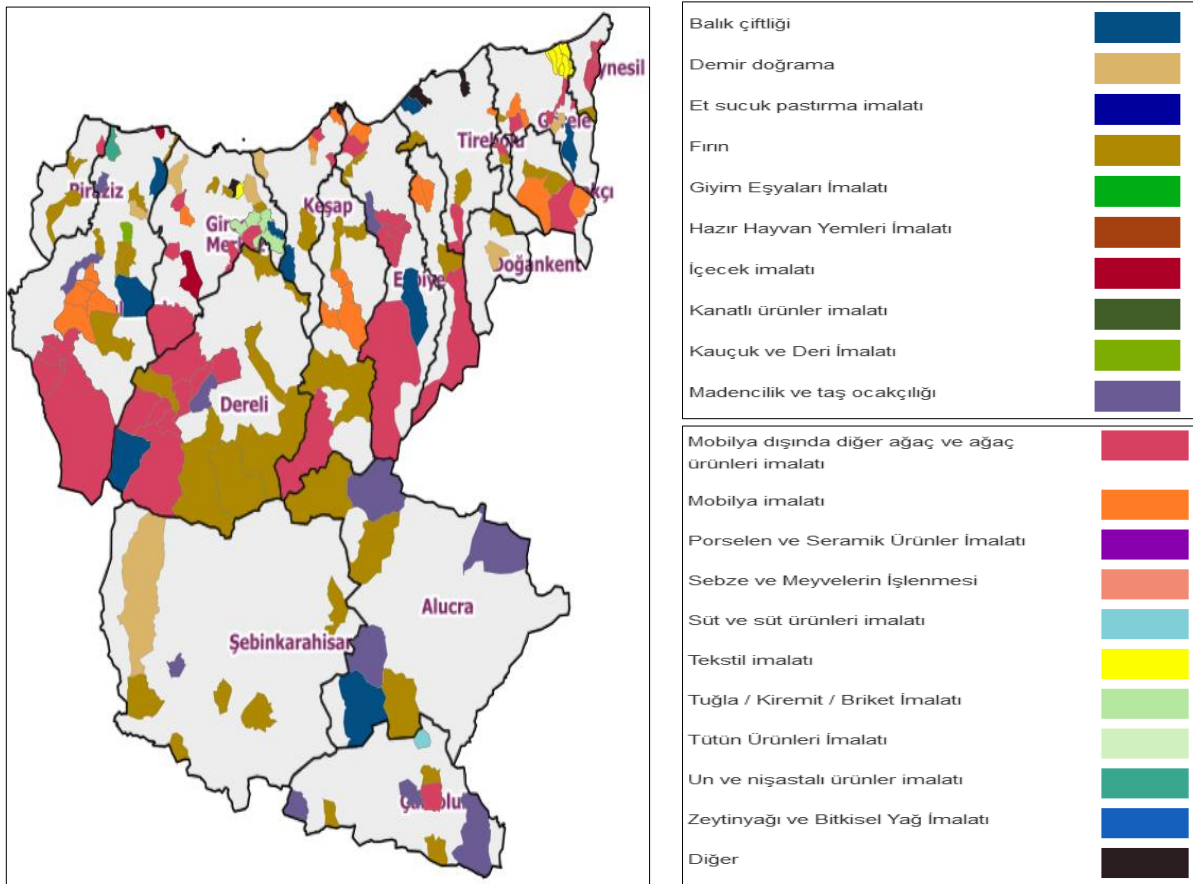 ynesil
Tirebolu
Piraziz
Keşap
Doğankent
Dereli
Alucra
Şebinkarahisar
Balık çiftliği
Demir doğrama
Et sucuk pastırma imalatı
Fırın
Giyim Eşyaları İmalatı
Hazır Hayvan Yemleri İmalatı
İçecek imalatı
Kanatlı ürünler imalatı
Kauçuk ve Deri İmalatı
Madencilik ve taş ocakçılığı
Mobilya dışında diğer ağaç ve ağaç
ürünleri imalatı
Mobilya imalatı
Porselen ve Seramik Ürünler İmalatı
Sebze ve Meyvelerin İşlenmesi
Süt ve süt ürünleri imalatı
Tekstil imalatı
Tuğla / Kiremit / Briket İmalatı
Tütün Ürünleri İmalatı
Un ve nişastalı ürünler imalatı
Zeytinyağı ve Bitkisel Yağ İmalatı
Diğer